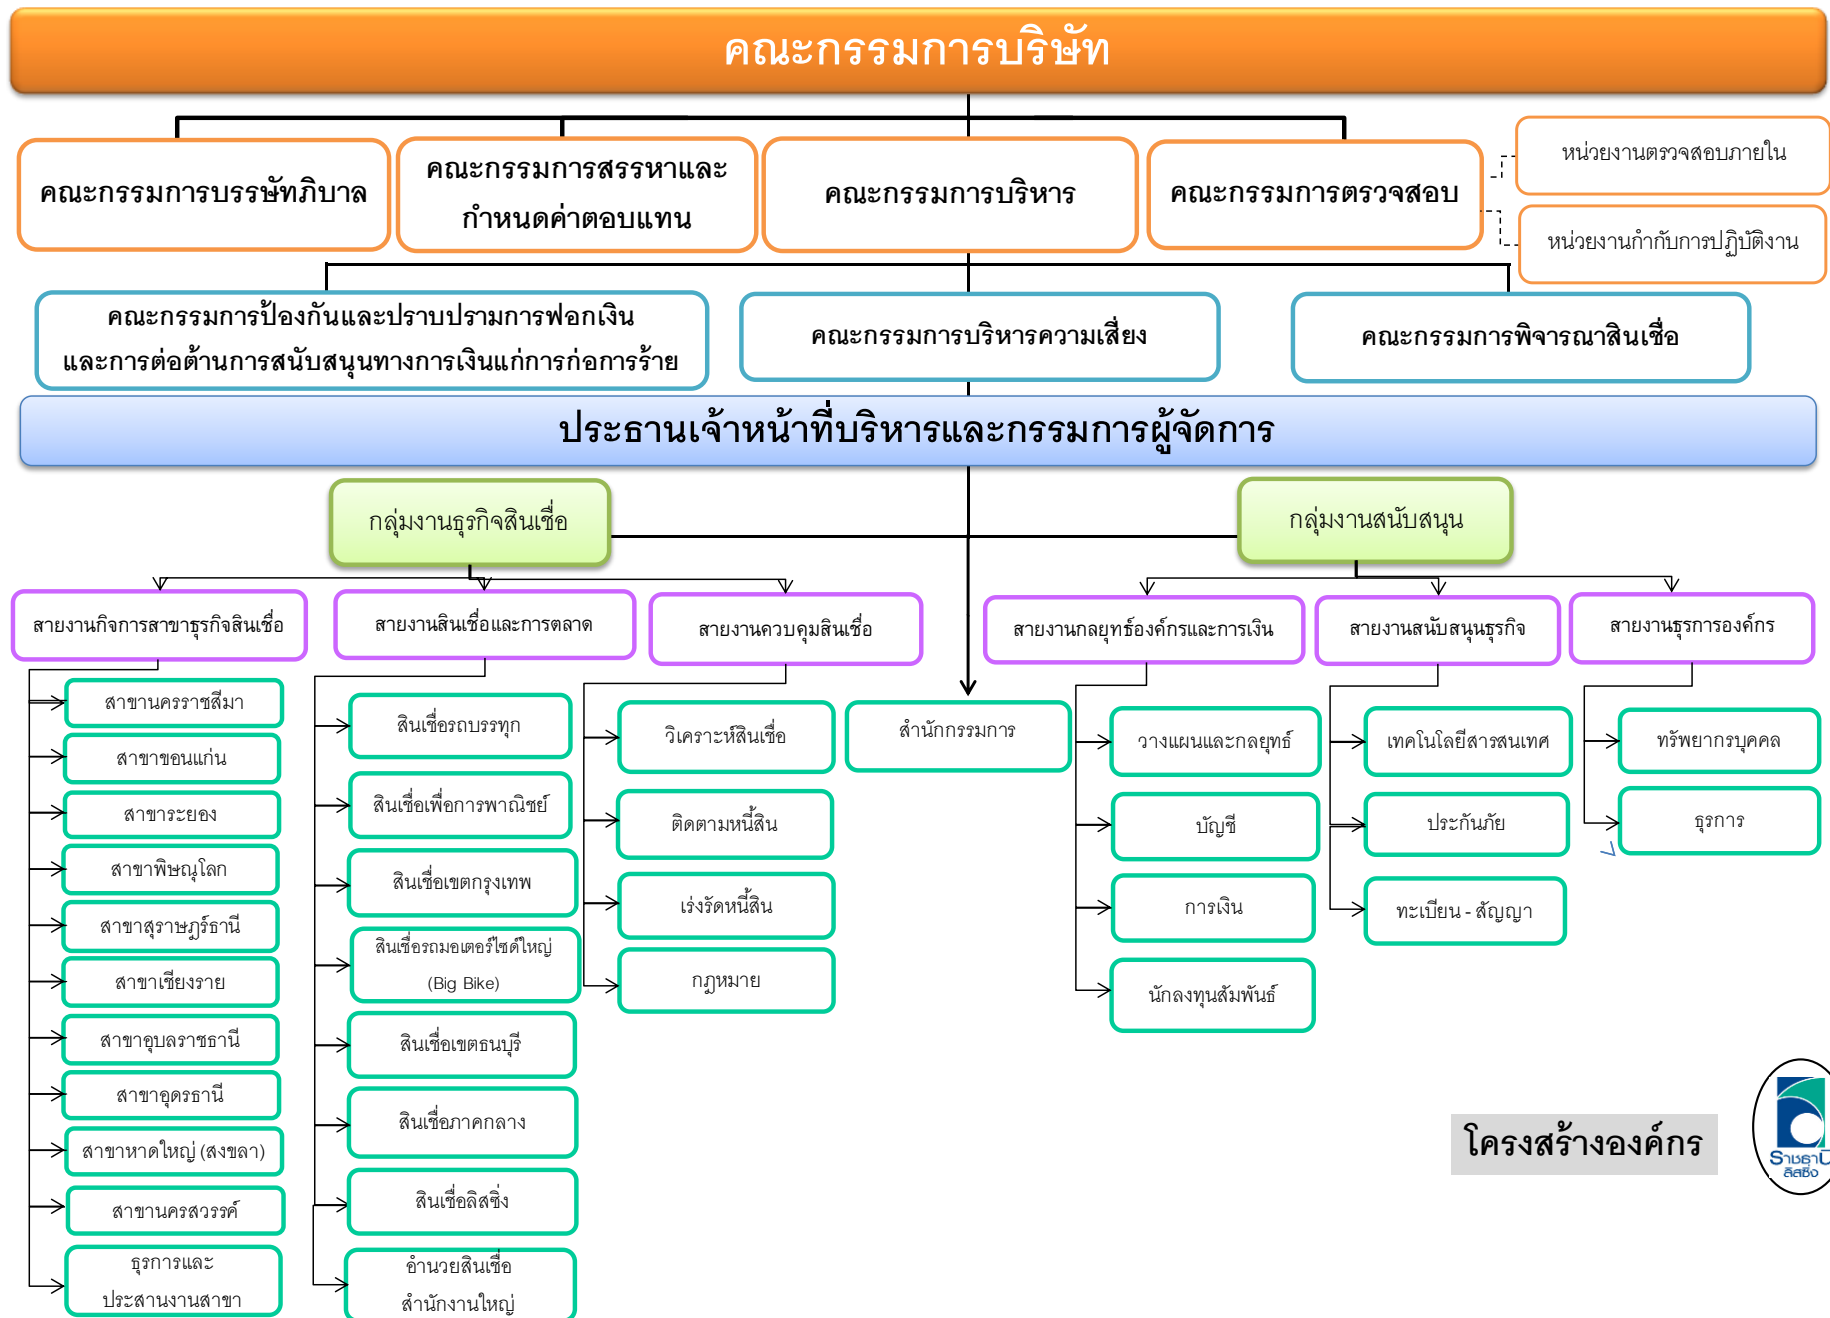 คณะกรรมการบริษัท
คณะกรรมการบรรษัทภิบาล
คณะกรรมการสรรหาและ
กำหนดค่าตอบแทน
คณะกรรมการบริหาร
คณะกรรมการตรวจสอบ
หน่วยงานตรวจสอบภายใน
หน่วยงานกำกับการปฏิบัติงาน
คณะกรรมการป้องกันและปราบปรามการฟอกเงิน
และการต่อต้านการสนับสนุนทางการเงินแก่การก่อการร้าย
คณะกรรมการบริหารความเสี่ยง
คณะกรรมการพิจารณาสินเชื่อ
ประธานเจ้าหน้าที่บริหารและกรรมการผู้จัดการ
กลุ่มงานธุรกิจสินเชื่อ
กลุ่มงานสนับสนุน
สายงานกิจการสาขาธุรกิจสินเชื่อ
สายงานสินเชื่อและการตลาด
สายงานควบคุมสินเชื่อ
สายงานกลยุทธ์องค์กรและการเงิน
สายงานสนับสนุนธุรกิจ
สายงานธุรการองค์กร
สาขานครราชสีมา
สาขาขอนแก่น
สาขาระยอง
สาขาพิษณุโลก
สาขาสุราษฎร์ธานี
สาขาเชียงราย
สาขาอุบลราชธานี
สาขาอุดรธานี
สาขาหาดใหญ่ (สงขลา)
สาขานครสวรรค์
ธุรการและ
ประสานงานสาขา
สินเชื่อรถบรรทุก
สินเชื่อเพื่อการพาณิชย์
สินเชื่อเขตกรุงเทพ
สินเชื่อรถมอเตอร์ไซด์ใหญ่
(Big Bike)
สินเชื่อเขตธนบุรี
สินเชื่อภาคกลาง
สินเชื่อลิสซิ่ง
อำนวยสินเชื่อ
สำนักงานใหญ่
วิเคราะห์สินเชื่อ
ติดตามหนี้สิน
เร่งรัดหนี้สิน
กฎหมาย
สำนักกรรมการ
วางแผนและกลยุทธ์
บัญชี
การเงิน
นักลงทุนสัมพันธ์
เทคโนโลยีสารสนเทศ
ประกันภัย
ทะเบียน - สัญญา
ทรัพยากรบุคคล
ธุรการ
โครงสร้างองค์กร
ราชธานี
ลิสซิ่ง